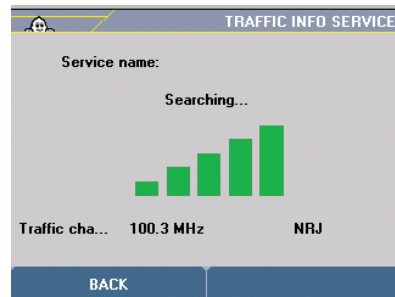 TRAFFIC INFO SERVICE
Service name:
Searching...
Traffic cha... 100.3 MHz NRJ
BACK